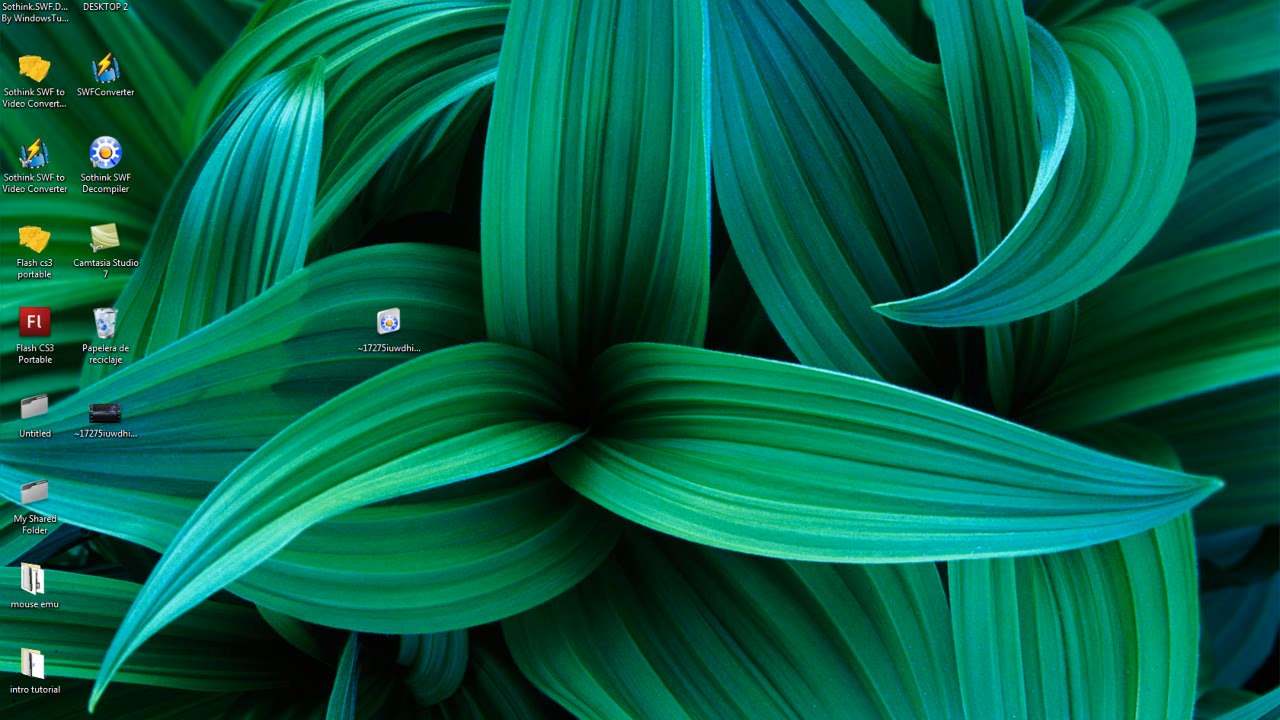 Sothink.SWF.D...
By WindowsTu...
DESKTOP 2
Sothink SWF to
Video Convert...
SWFConverter
Sothink SWF to
Video Converter
Sothink SWF
Decompiler
Flash cs3
portable
Camtasia Studio
7
Fl
Flash CS3
Portable
Papelera de
reciclaje
~17275iuwdhi...
Untitled
~17275iuwdhi...
My Shared
Folder
mouse emu
intro tutorial